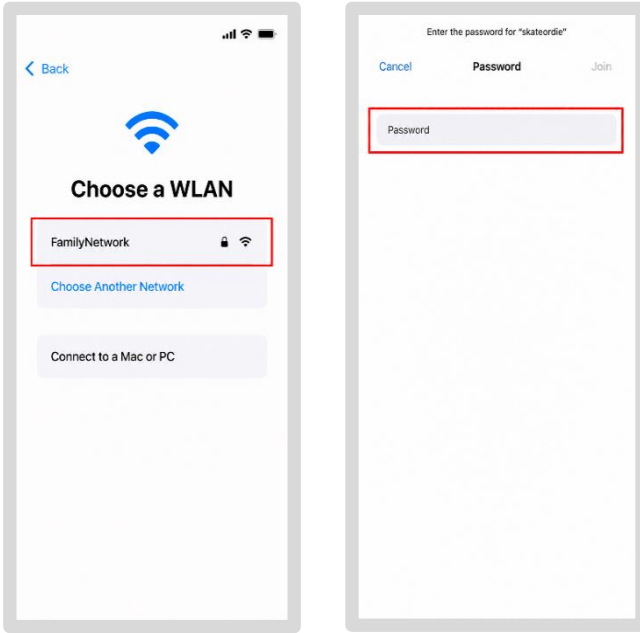 Back
Choose a WLAN
FamilyNetwork
Choose Another Network
Connect to a Mac or PC
Enter the password for "skateordie"
Cancel Password Join
Password